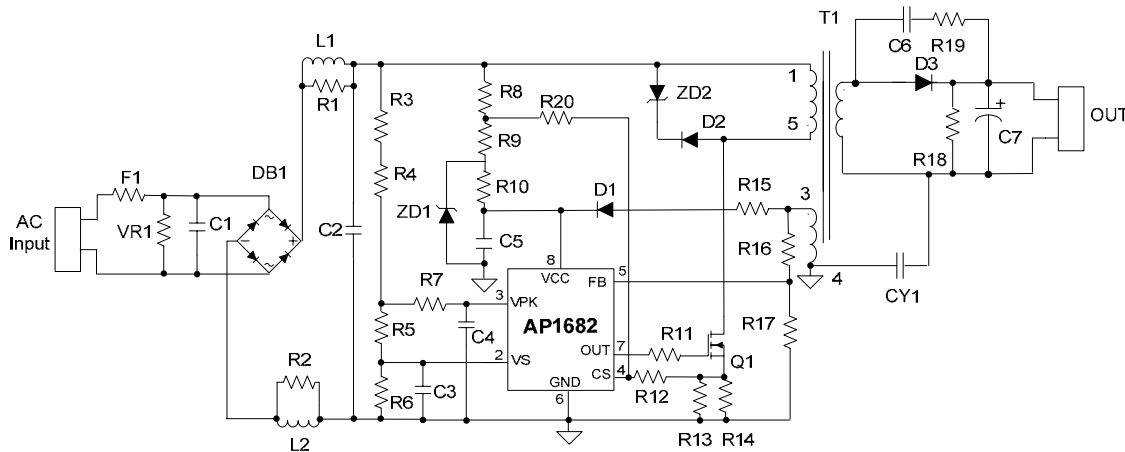 T1
C6
R19
L1
R1
D3
R3
R8
R20
ZD2
1
D2
5
R9
C7
+
OUT
R18
F1
DB1
R4
R10
D1
R15
3
AC
Input
VR1
C1
~
−
+
~
C2
ZD1
C5
R16
4
8
VCC
5
FB
CY1
R7
3
VPK
AP1682
R17
R5
C4
R11
7
OUT
Q1
2
VS
4
CS
R2
R6
C3
GND
6
R12
L2
R13
R14